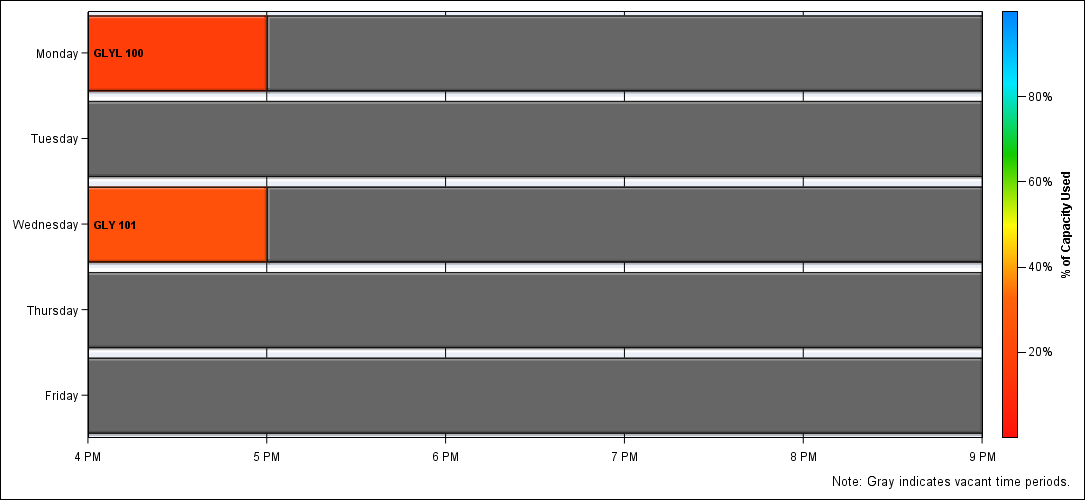 Monday
GLYL 100
Tuesday
Wednesday
GLY 101
Thursday
Friday
4 PM 5 PM 6 PM 7 PM 8 PM 9 PM
80%
60%
40%
20%
% of Capacity Used
Note: Gray indicates vacant time periods.